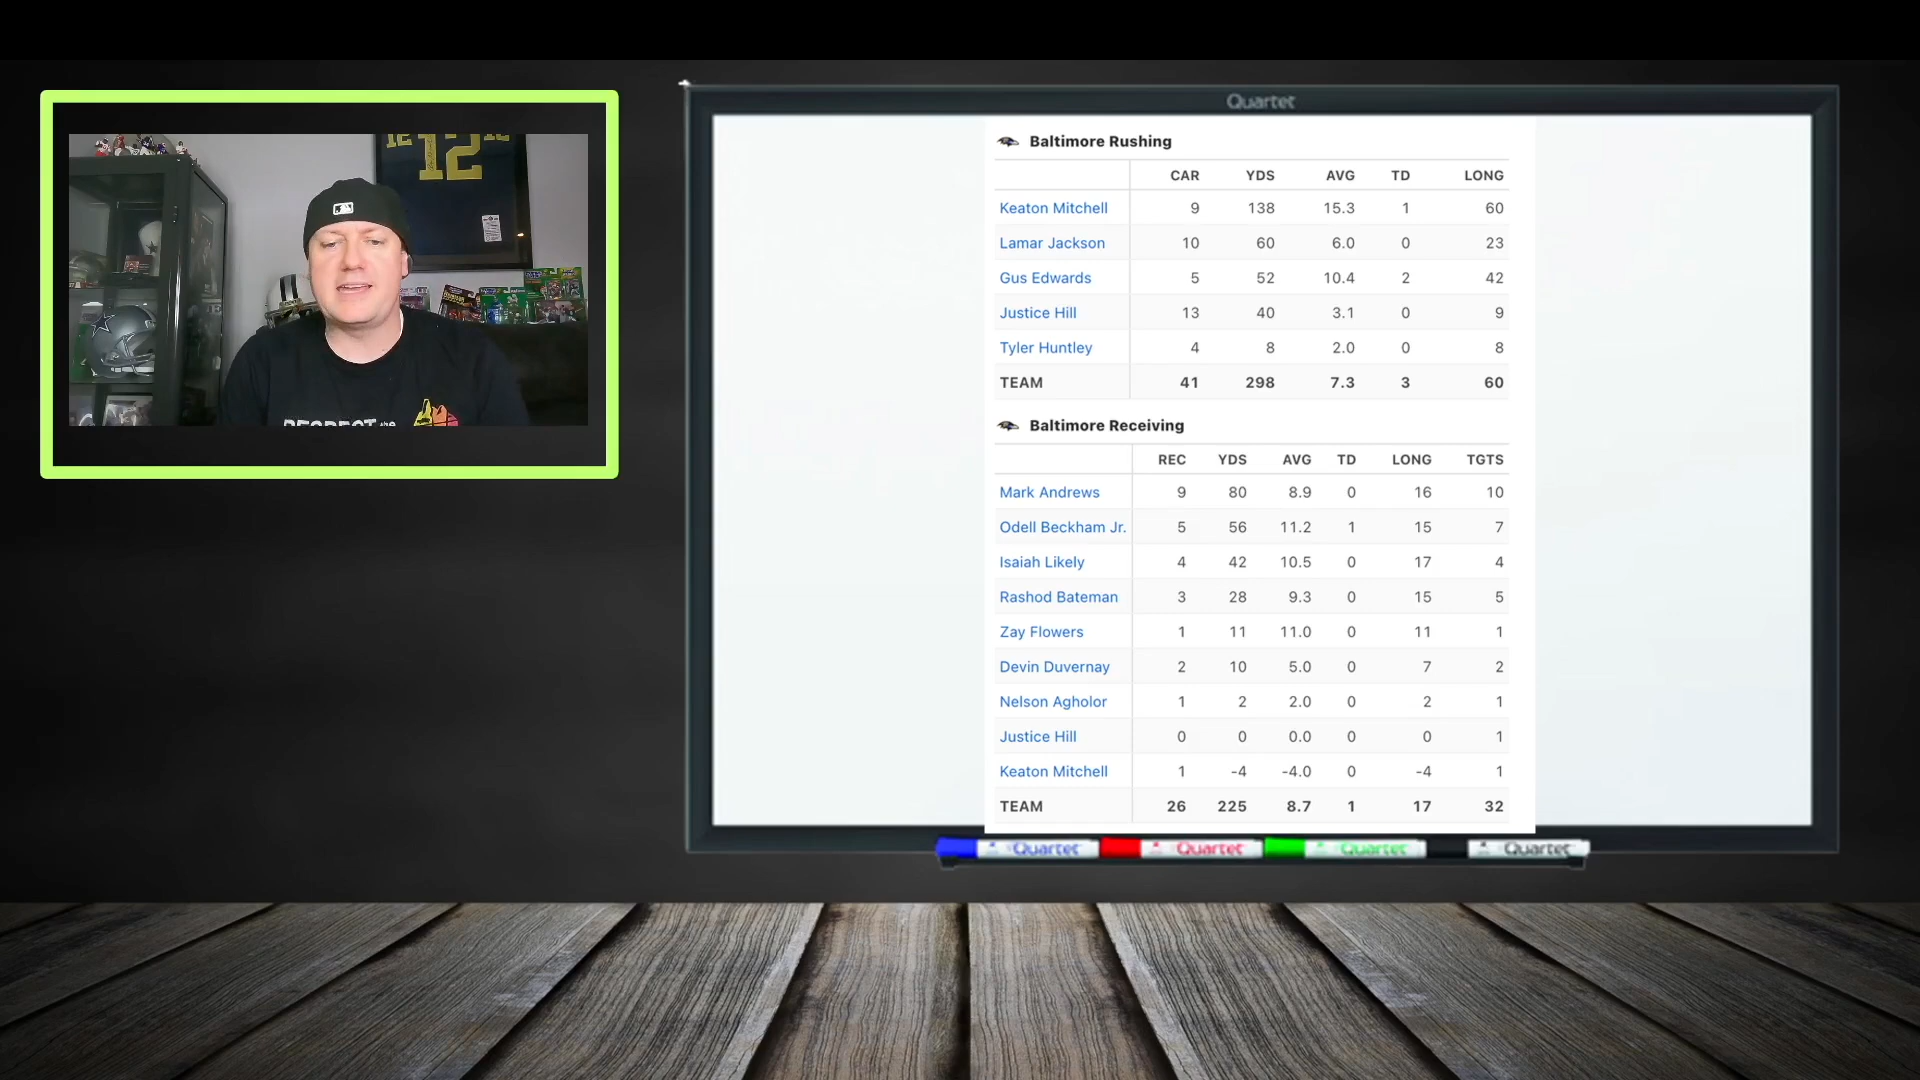 Quartet
Baltimore Rushing
CAR YDS AVG TD LONG
Keaton Mitchell 9 138 15.3 1 60
Lamar Jackson 10 60 6.0 0 23
Gus Edwards 5 52 10.4 2 42
Justice Hill 13 40 3.1 0 9
Tyler Huntley 4 8 2.0 0 8
TEAM 41 298 7.3 3 60
Baltimore Receiving
REC YDS AVG TD LONG TGTS
Mark Andrews 9 80 8.9 0 16 10
Odell Beckham Jr. 5 56 11.2 1 15 7
Isaiah Likely 4 42 10.5 0 17 4
Rashod Bateman 3 28 9.3 0 15 5
Zay Flowers 1 11 11.0 0 11 1
Devin Duvernay 2 10 5.0 0 7 2
Nelson Agholor 1 2 2.0 0 2 1
Justice Hill 0 0 0.0 0 0 1
Keaton Mitchell 1 -4 -4.0 0 -4 1
TEAM 26 225 8.7 1 17 32
Quartet Quartet Quartet Quartet
12 12 12
RESPECT the